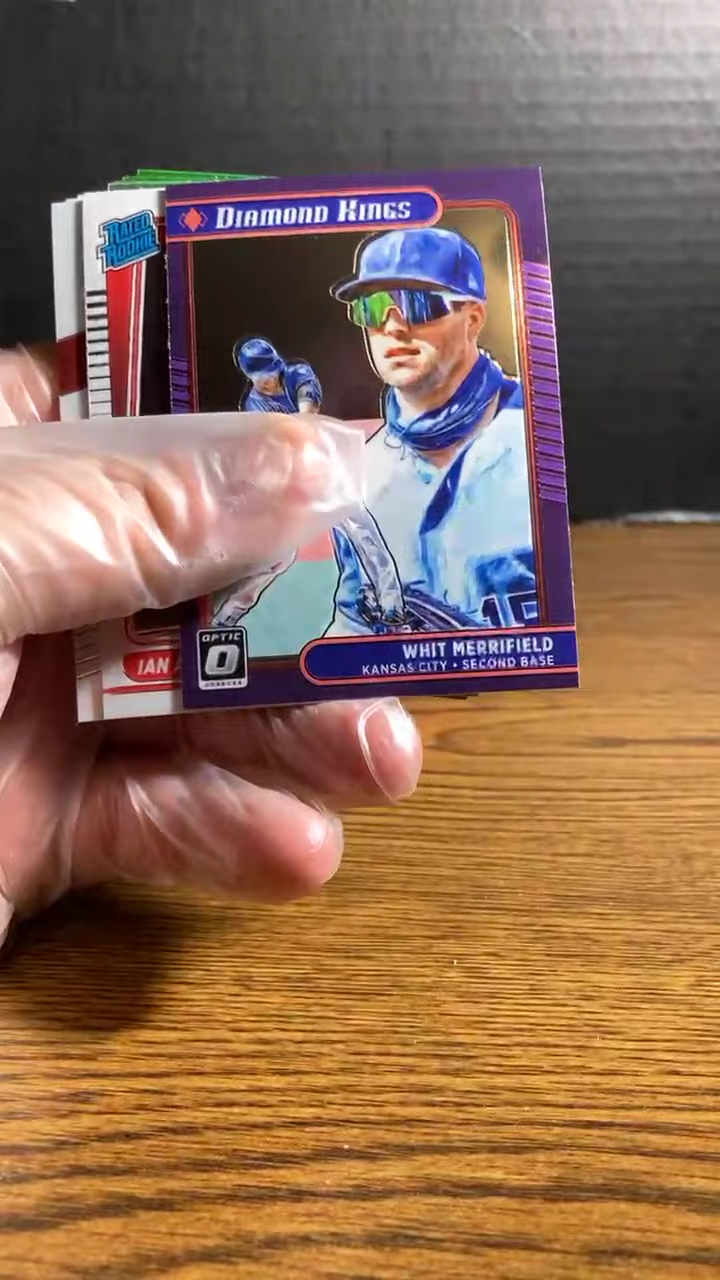 RATED
ROOKIE
DIAMOND KINGS
OPTIC
DONRUSS
IAN
WHIT MERRIFIELD
KANSAS CITY • SECOND BASE